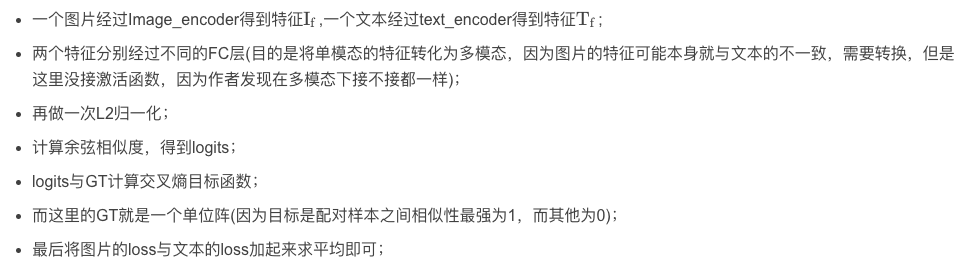 • 一个图片经过Image_encoder得到特征I_f ,一个文本经过text_encoder得到特征T_f ;
• 两个特征分别经过不同的FC层(目的是将单模态的特征转化为多模态，因为图片的特征可能本身就与文本的不一致，需要转换，但是
这里没接激活函数，因为作者发现在多模态下接不接都一样)；
• 再做一次L2归一化；
• 计算余弦相似度，得到logits；
• logits与GT计算交叉熵目标函数；
• 而这里的GT就是一个单位阵(因为目标是配对样本之间相似性最强为1，而其他为0)；
• 最后将图片的loss与文本的loss加起来求平均即可；